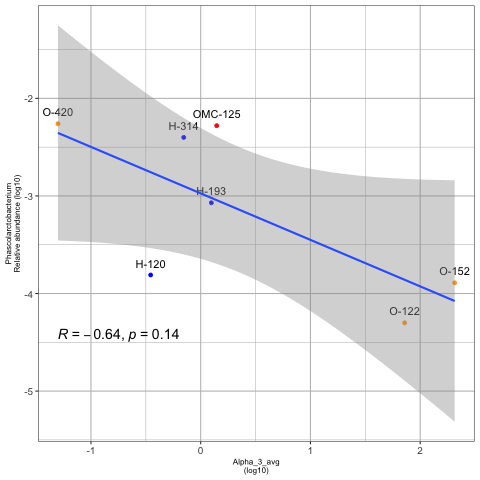 Phascolarctobacterium
Relative abundance (log10)
-2
-3
-4
-5
O-420
OMC-125
H-314
H-193
H-120
O-152
O-122
R = −0.64, p = 0.14
-1
0
1
2
Alpha_3_avg
(log10)